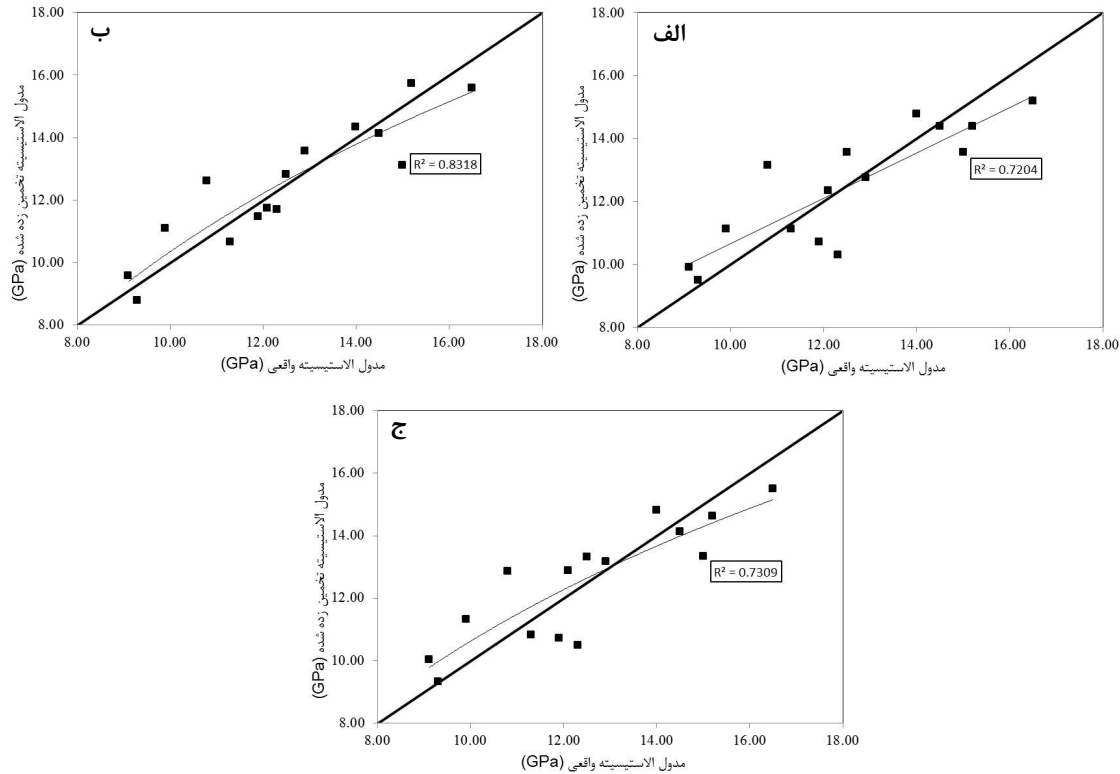 الف
18.00
16.00
14.00
12.00
10.00
8.00
8.00 10.00 12.00 14.00 16.00 18.00
مدول الاستیسیته تخمین زده شده (GPa)
مدول الاستیسیته واقعی (GPa)
R² = 0.7204
ب
18.00
16.00
14.00
12.00
10.00
8.00
8.00 10.00 12.00 14.00 16.00 18.00
مدول الاستیسیته تخمین زده شده (GPa)
مدول الاستیسیته واقعی (GPa)
R² = 0.8318
ج
18.00
16.00
14.00
12.00
10.00
8.00
8.00 10.00 12.00 14.00 16.00 18.00
مدول الاستیسیته تخمین زده شده (GPa)
مدول الاستیسیته واقعی (GPa)
R² = 0.7309